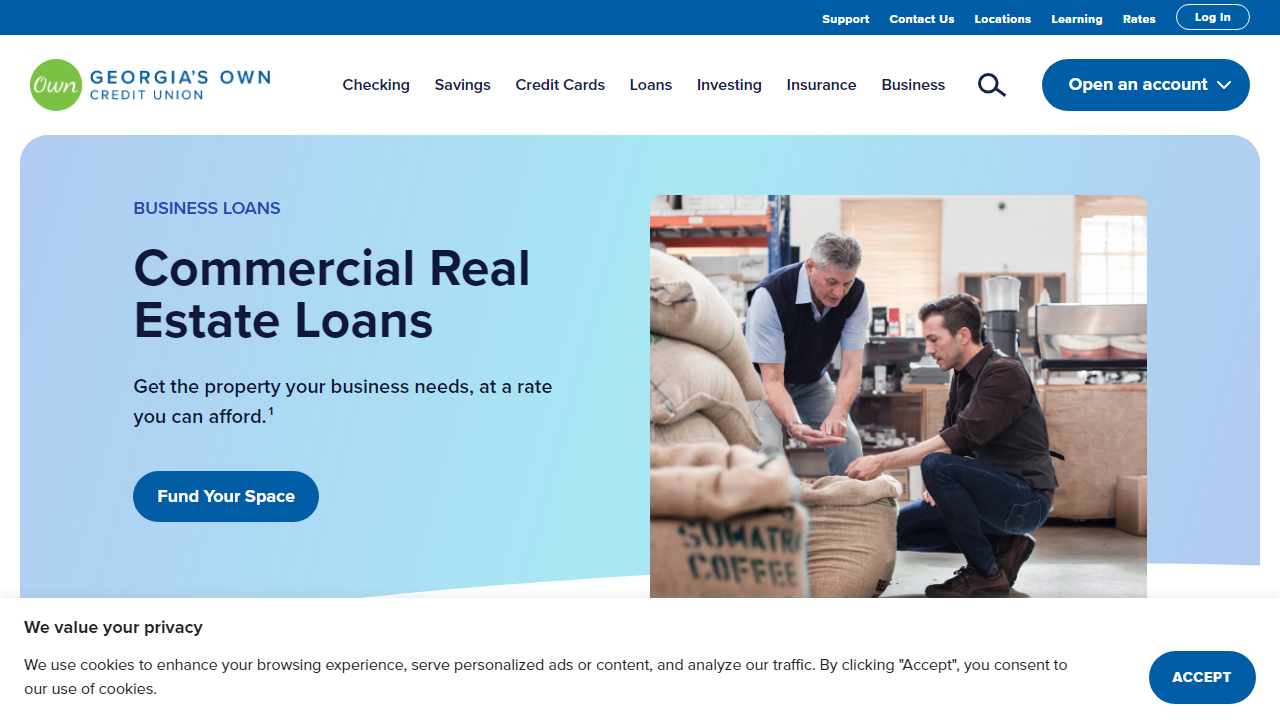 Support Contact Us Locations Learning Rates Log In
Own GEORGIA'S OWN
CREDIT UNION
Checking Savings Credit Cards Loans Investing Insurance Business Open an account
BUSINESS LOANS
Commercial Real
Estate Loans
Get the property your business needs, at a rate
you can afford.¹
Fund Your Space
SUMATRA
COFFEE
We value your privacy
We use cookies to enhance your browsing experience, serve personalized ads or content, and analyze our traffic. By clicking "Accept", you consent to
our use of cookies.
ACCEPT